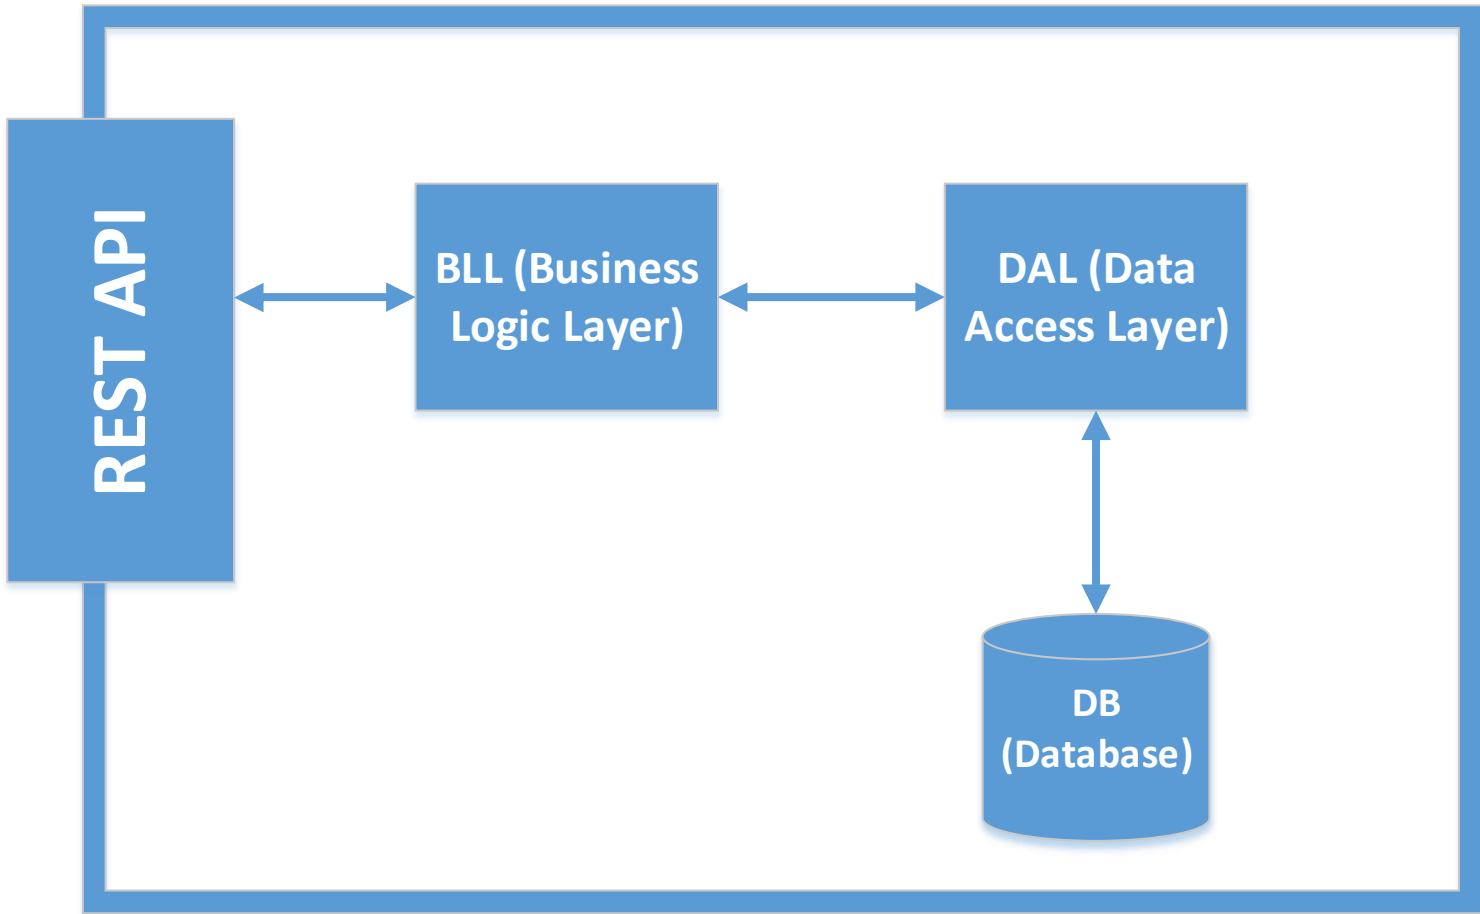 REST API
BLL (Business
Logic Layer)
DAL (Data
Access Layer)
DB
(Database)